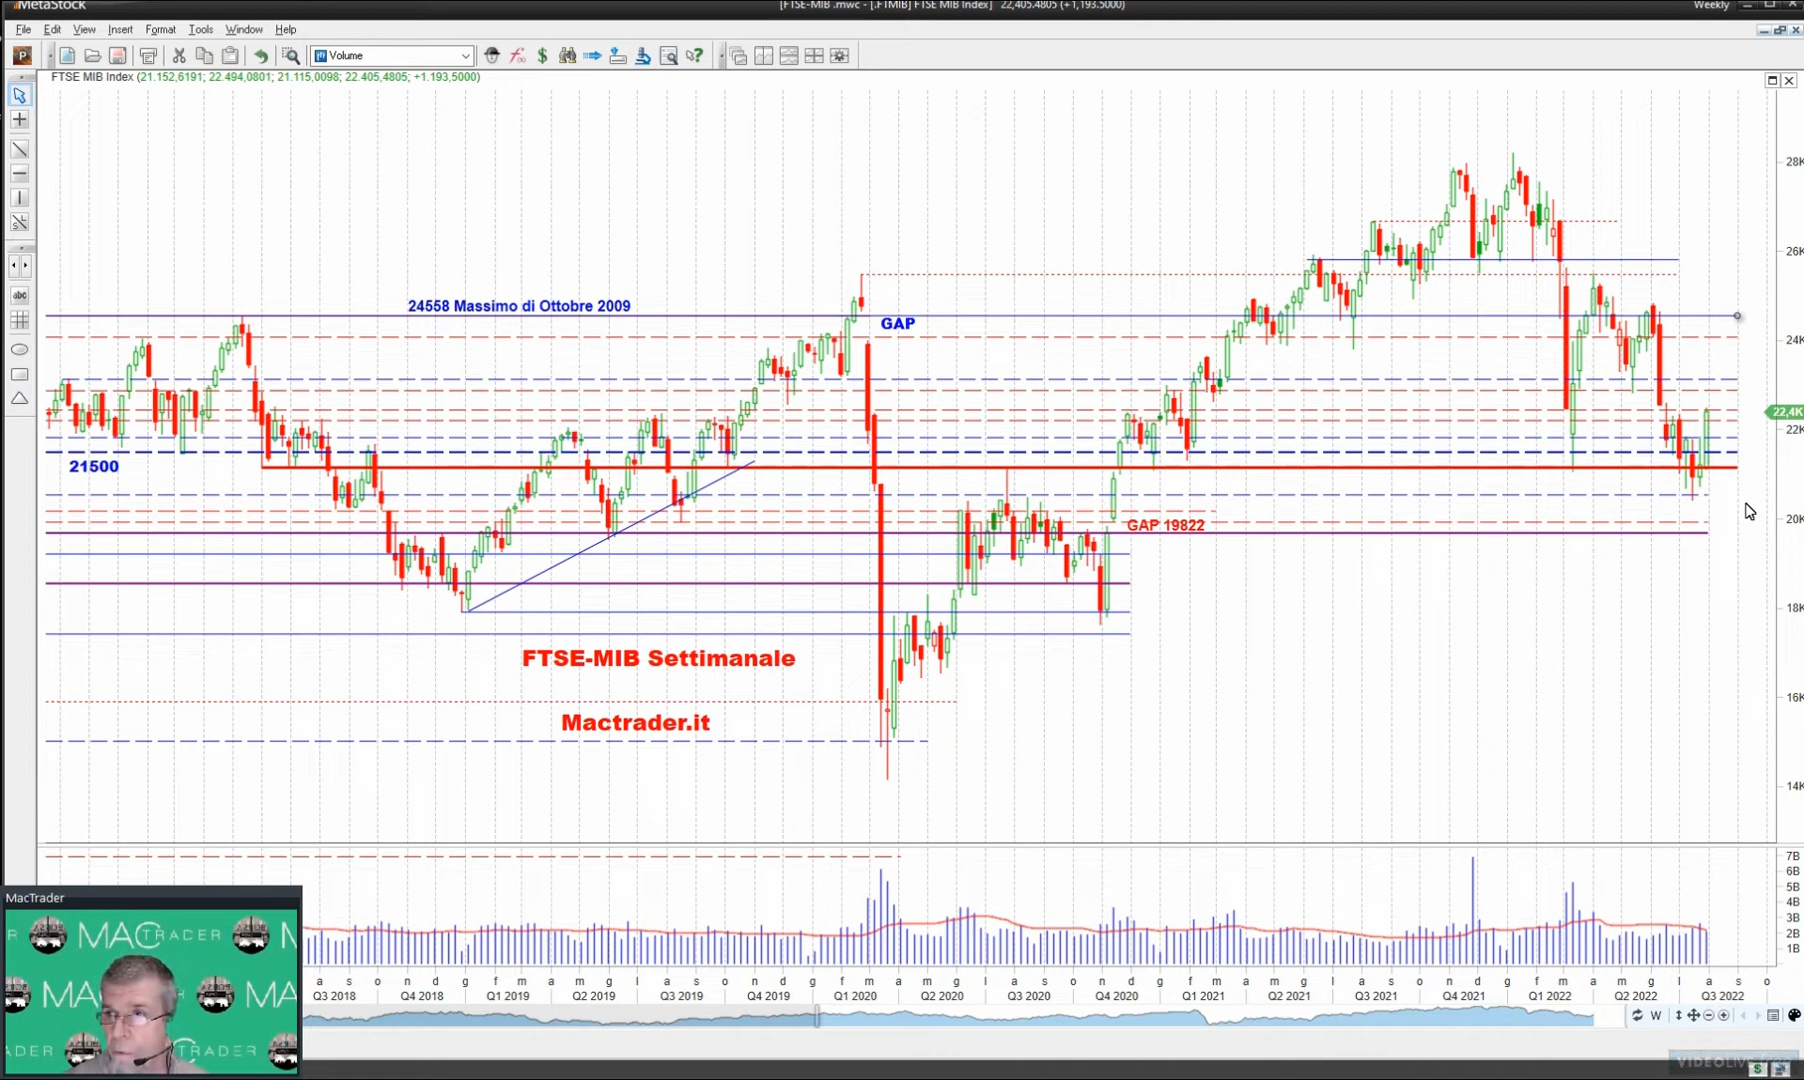 MetaStock
[FTSE-MIB .mwc - [.FTMIB] FTSE MIB Index] 22,405.4805 (+1,193.5000)
Weekly
File Edit View Insert Format Tools Window Help
P
Volume
FTSE MIB Index (21.152,6191; 22.494,0801; 21.115,0098; 22.405,4805; +1.193,5000)
abc
28K
26K
24K
22,4K
22K
20K
18K
16K
14K
24558 Massimo di Ottobre 2009
GAP
21500
GAP 19822
FTSE-MIB Settimanale
Mactrader.it
7B
6B
5B
4B
3B
2B
1B
MacTrader
MACTRADER
a s o n d g f m a m g l a s o n d g f m a m g l a s o n d g f m a m g l a s o n d g f m a m g l a s o
Q3 2018 Q4 2018 Q1 2019 Q2 2019 Q3 2019 Q4 2019 Q1 2020 Q2 2020 Q3 2020 Q4 2020 Q1 2021 Q2 2021 Q3 2021 Q4 2021 Q1 2022 Q2 2022 Q3 2022
W